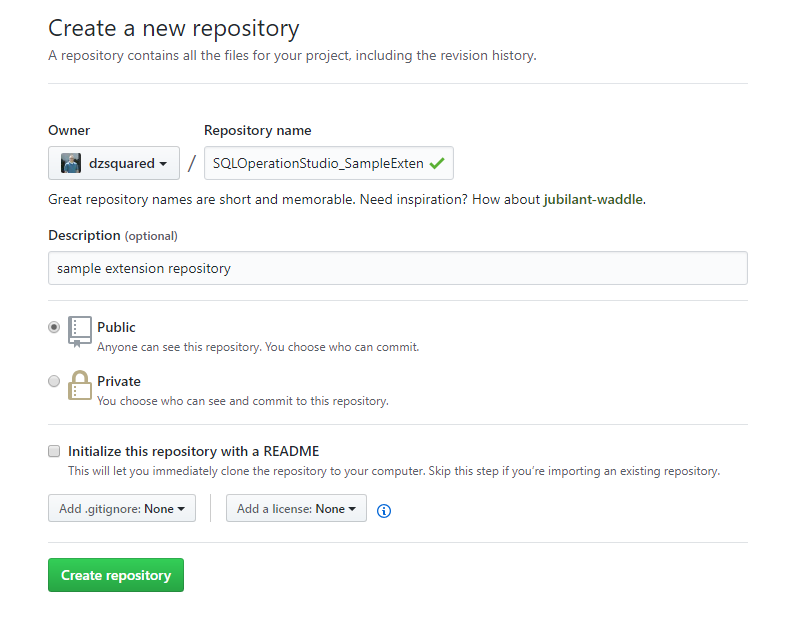 Create a new repository
A repository contains all the files for your project, including the revision history.
Owner
Repository name
dzsquared / SQLOperationStudio_SampleExten
Great repository names are short and memorable. Need inspiration? How about jubilant-waddle.
Description (optional)
sample extension repository
Public
Anyone can see this repository. You choose who can commit.
Private
You choose who can see and commit to this repository.
Initialize this repository with a README
This will let you immediately clone the repository to your computer. Skip this step if you’re importing an existing repository.
Add .gitignore: None
Add a license: None
Create repository